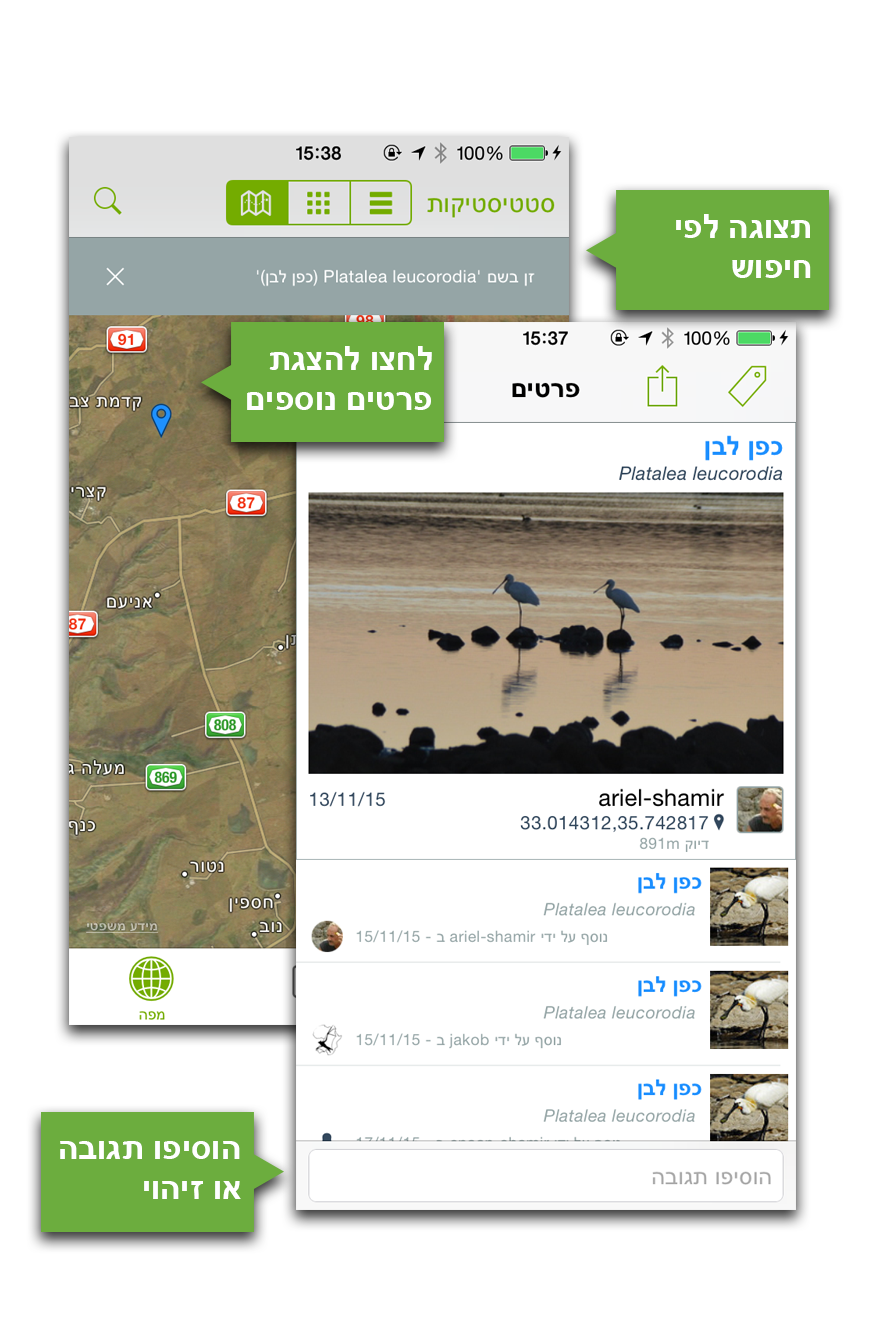 15:38 100%
סטטיסטיקות
תצוגה לפי
חיפוש
זן בשם 'Platalea leucorodia (כפן לבן)'
98
91
קדמת צב
לחצו להצגת
פרטים נוספים
15:37 100%
פרטים
כפן לבן
Platalea leucorodia
קצרי
87
אניעם
87
808
מעלה ג
869
כנף
נטור
חספין
נוב
מידע משפטי
מפה
ariel-shamir
13/11/15
33.014312,35.742817
דיוק 891m
כפן לבן
Platalea leucorodia
נוסף על ידי ariel-shamir ב - 15/11/15
כפן לבן
Platalea leucorodia
נוסף על ידי jakob ב - 15/11/15
כפן לבן
Platalea leucorodia
הוסיפו תגובה
או זיהוי
הוסיפו תגובה